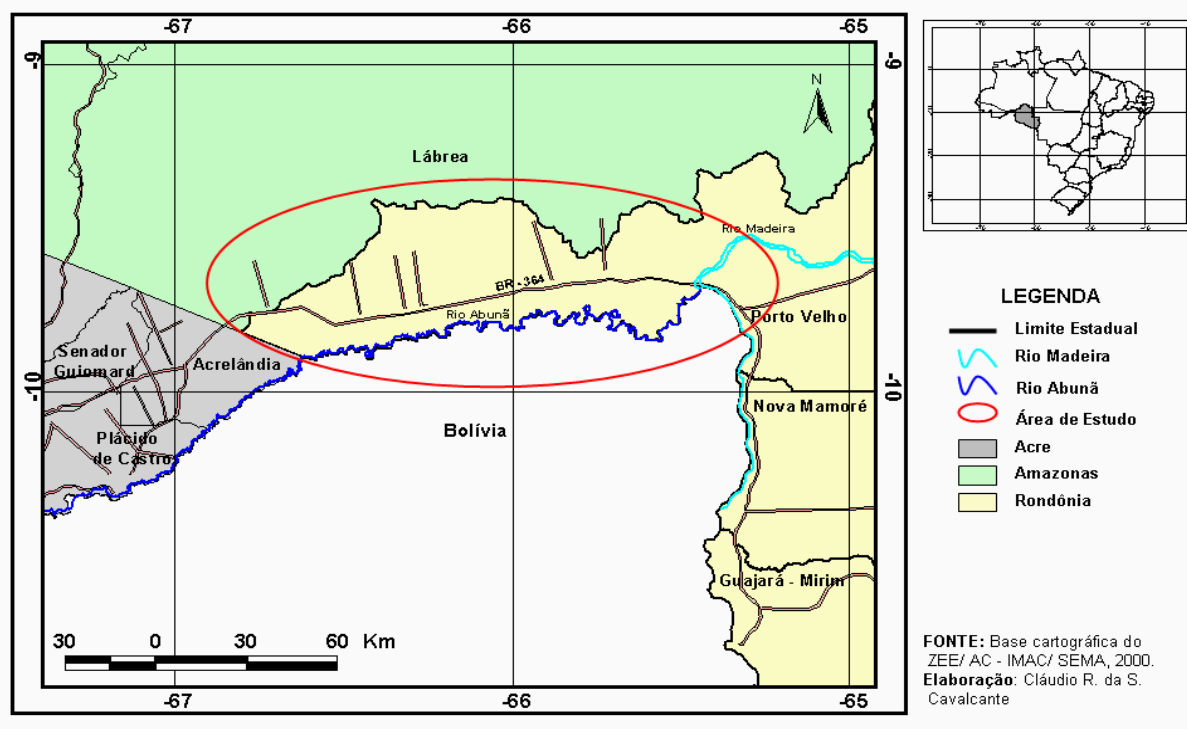 -67
-66
-65
-9
-9
N
Lábrea
Rio Madeira
BR - 364
Rio Abunã
Porto Velho
Senador
Guiomard
Acrelândia
-10
-10
Nova Mamoré
Bolívia
Plácido
de Castro
Guajará - Mirim
30 0 30 60 Km
-67
-66
-65
LEGENDA
Limite Estadual
Rio Madeira
Rio Abunã
Área de Estudo
Acre
Amazonas
Rondônia
FONTE: Base cartográfica do
ZEE/ AC - IMAC/ SEMA, 2000.
Elaboração: Cláudio R. da S.
Cavalcante